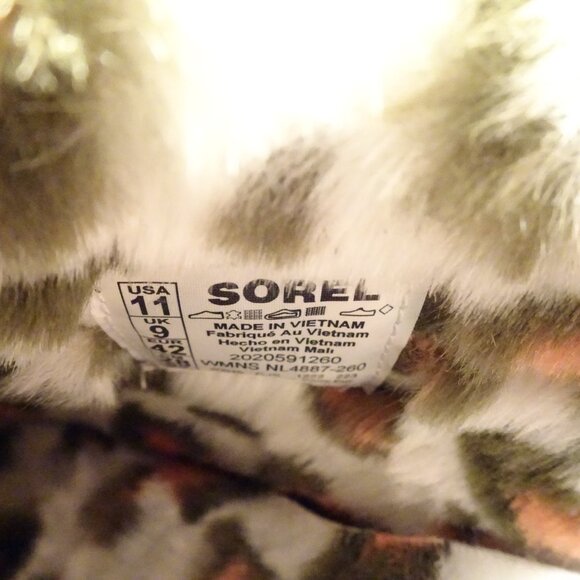 SOREL
USA
11
UK
9
EUR
42
MADE IN VIETNAM
Fabriqué Au Vietnam
Hecho en Vietnam
Vietnam Malı
2020591260
WMNS NL4887-260